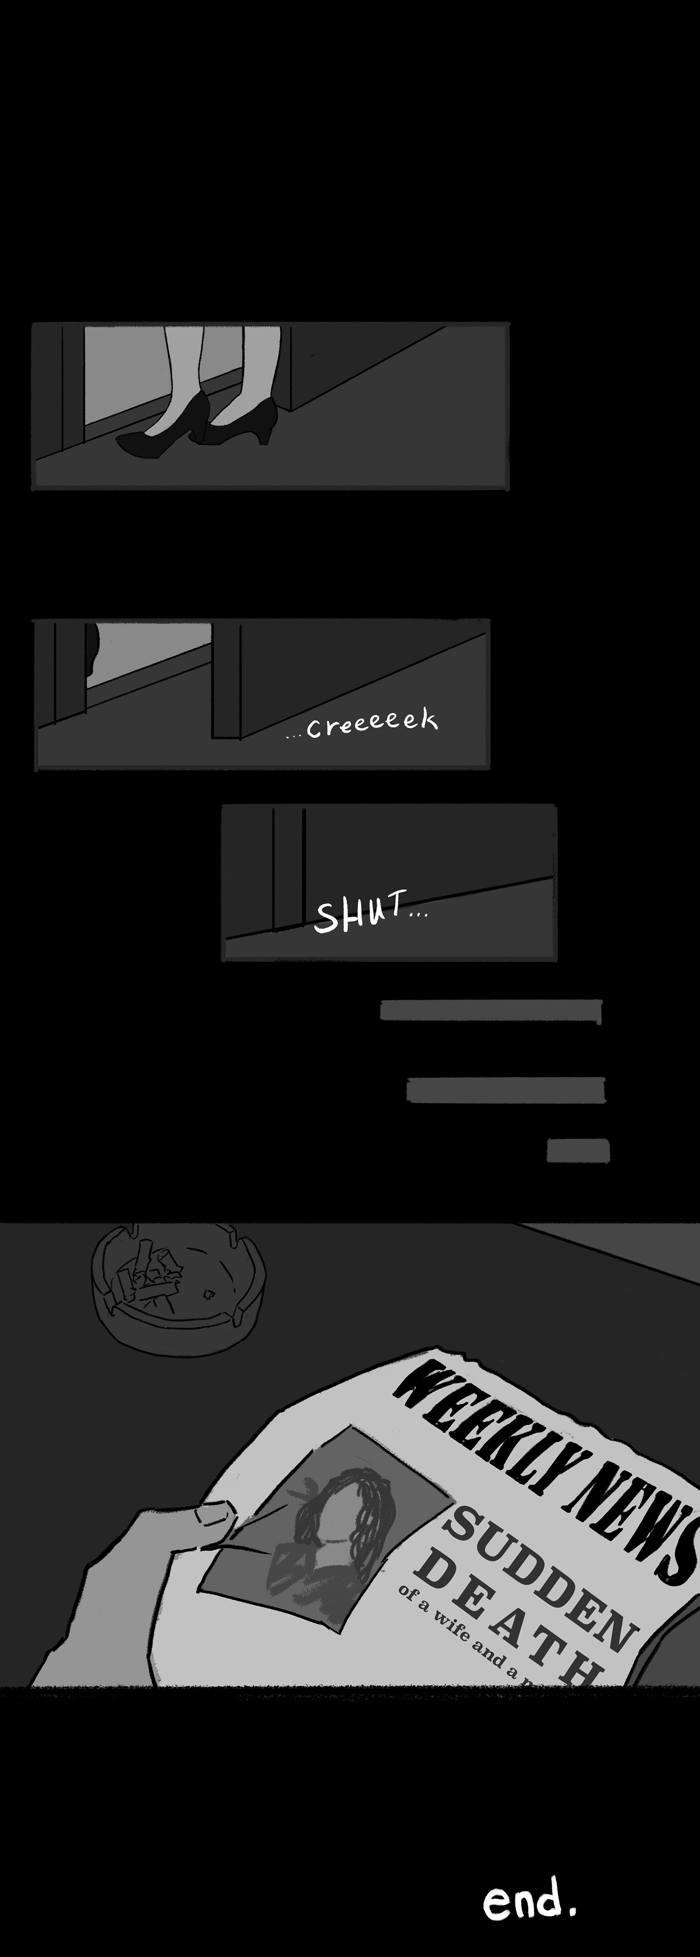 ...creeeeek
SHUT...
WEEKLY NEWS
SUDDEN
DEATH
of a wife and a
end.